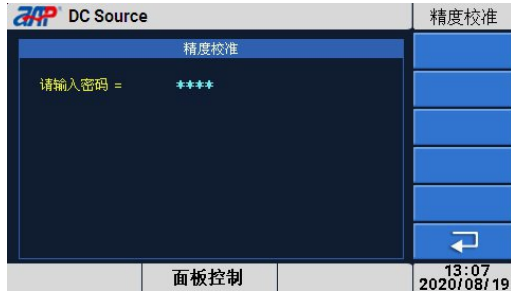 AAP DC Source
精度校准
精度校准
请输入密码 = ****
面板控制
13:07
2020/08/19